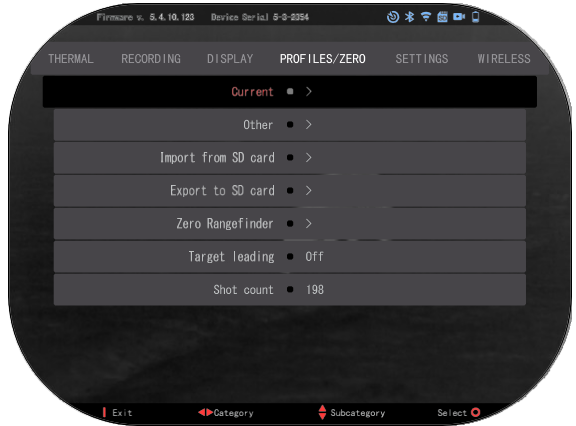 Firmware v. 5.4.10.123 Device Serial 5-3-2354
THERMAL RECORDING DISPLAY PROFILES/ZERO SETTINGS WIRELESS
Current >
Other >
Import from SD card >
Export to SD card >
Zero Rangefinder >
Target leading Off
Shot count 198
Exit Category Subcategory Select